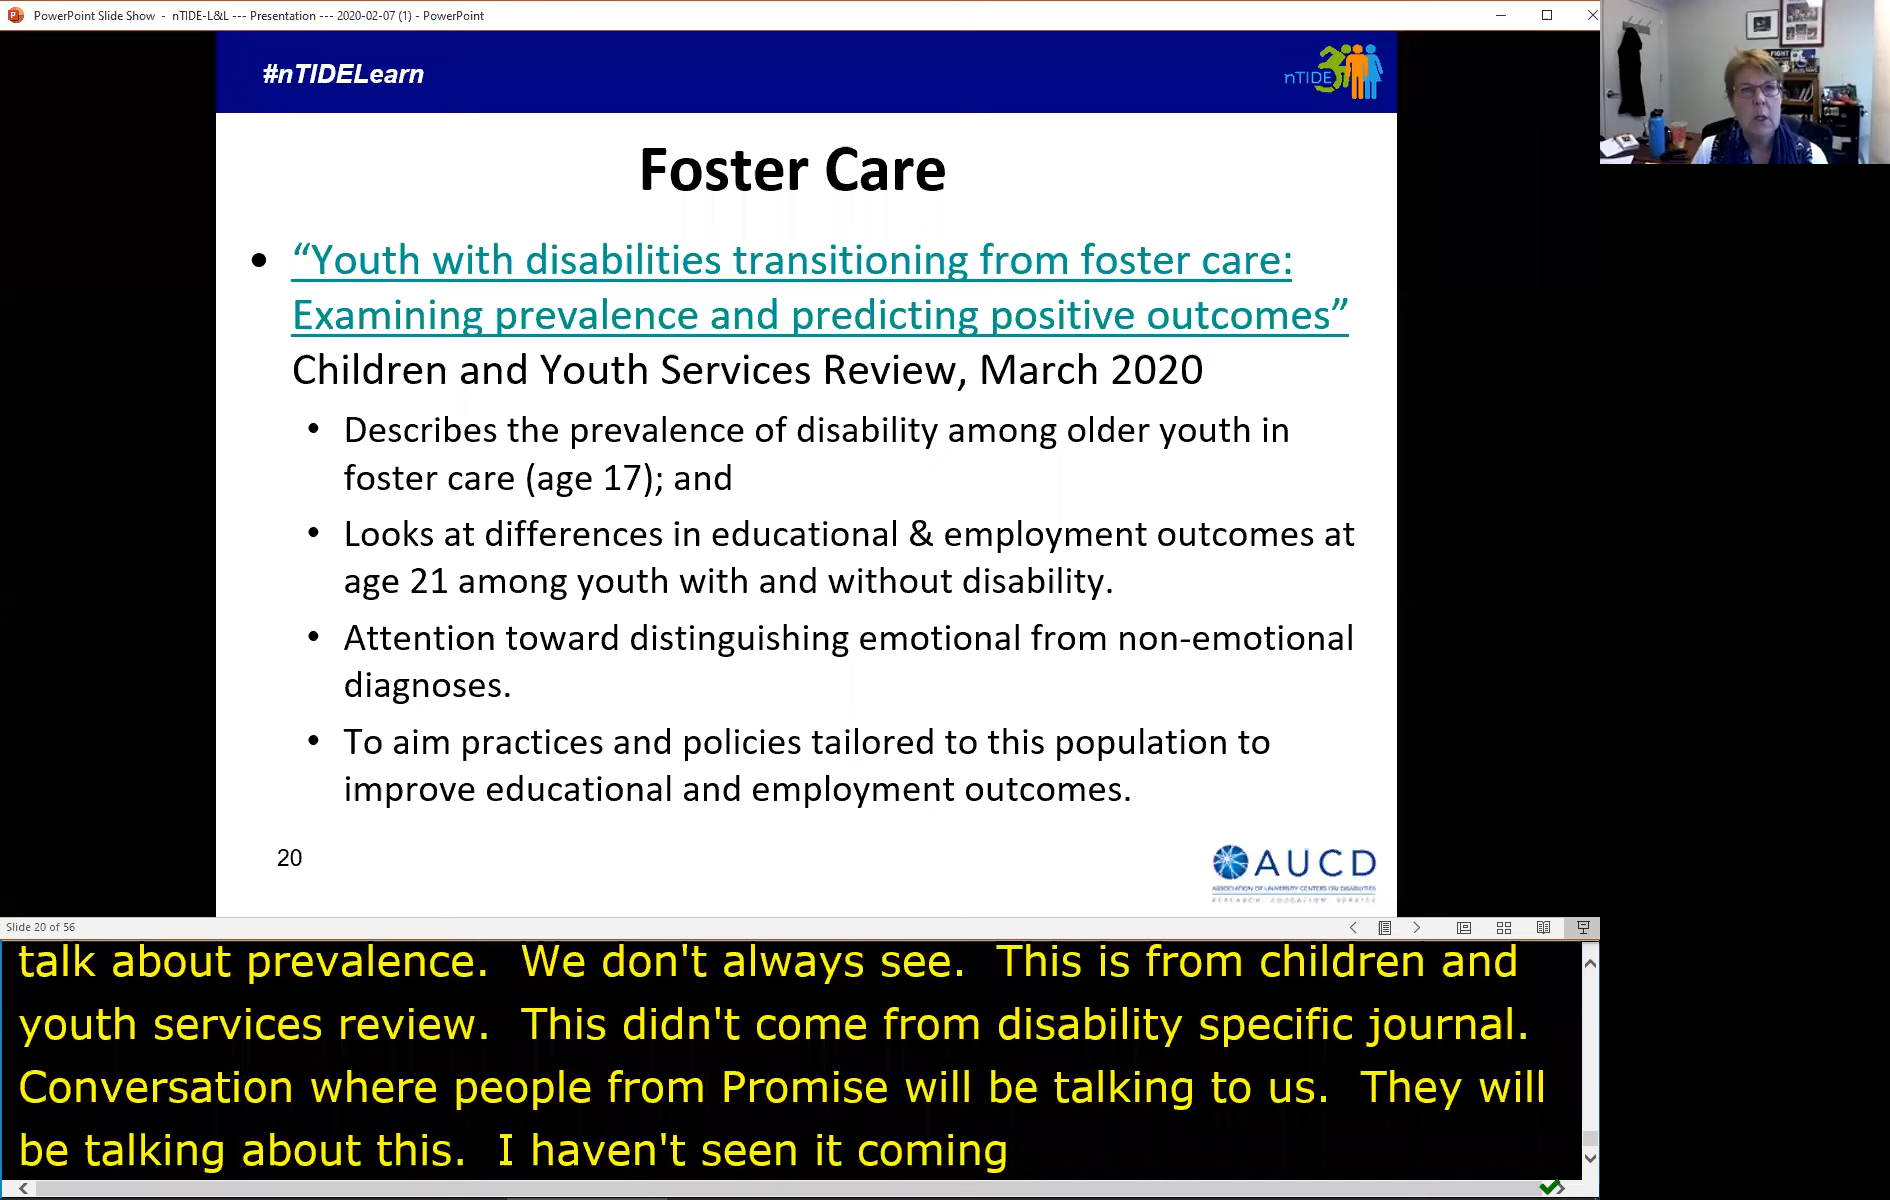 PowerPoint Slide Show - nTIDE-L&L --- Presentation --- 2020-02-07 (1) - PowerPoint
#nTIDELearn
nTIDE
Foster Care
• “Youth with disabilities transitioning from foster care:
Examining prevalence and predicting positive outcomes”
Children and Youth Services Review, March 2020
• Describes the prevalence of disability among older youth in
foster care (age 17); and
• Looks at differences in educational & employment outcomes at
age 21 among youth with and without disability.
• Attention toward distinguishing emotional from non-emotional
diagnoses.
• To aim practices and policies tailored to this population to
improve educational and employment outcomes.
20
AUCD
ASSOCIATION OF UNIVERSITY CENTERS ON DISABILITIES
RESEARCH, EDUCATION, SERVICE
Slide 20 of 56
talk about prevalence.  We don't always see.  This is from children and
youth services review.  This didn't come from disability specific journal.
Conversation where people from Promise will be talking to us.  They will
be talking about this.  I haven't seen it coming